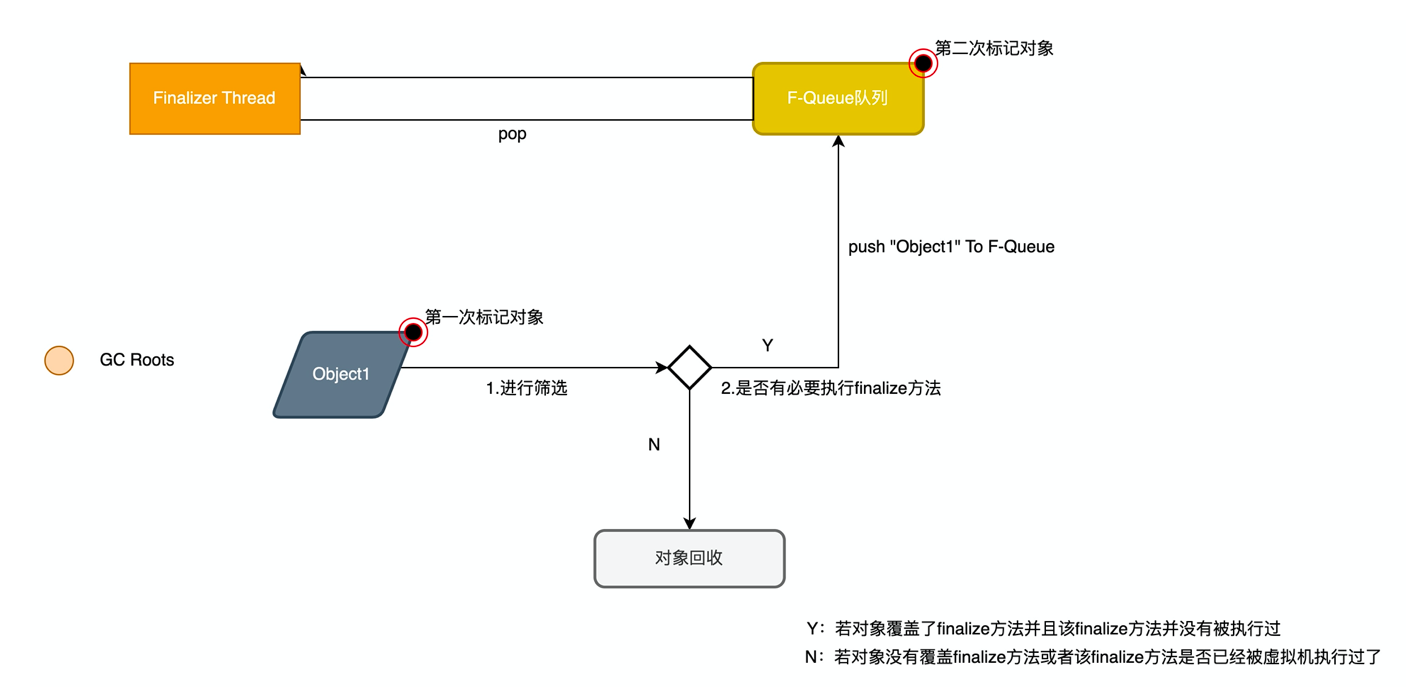 第二次标记对象
Finalizer Thread
F-Queue队列
pop
push "Object1" To F-Queue
第一次标记对象
GC Roots
Object1
Y
1.进行筛选
2.是否有必要执行finalize方法
N
对象回收
Y：若对象覆盖了finalize方法并且该finalize方法并没有被执行过
N：若对象没有覆盖finalize方法或者该finalize方法是否已经被虚拟机执行过了